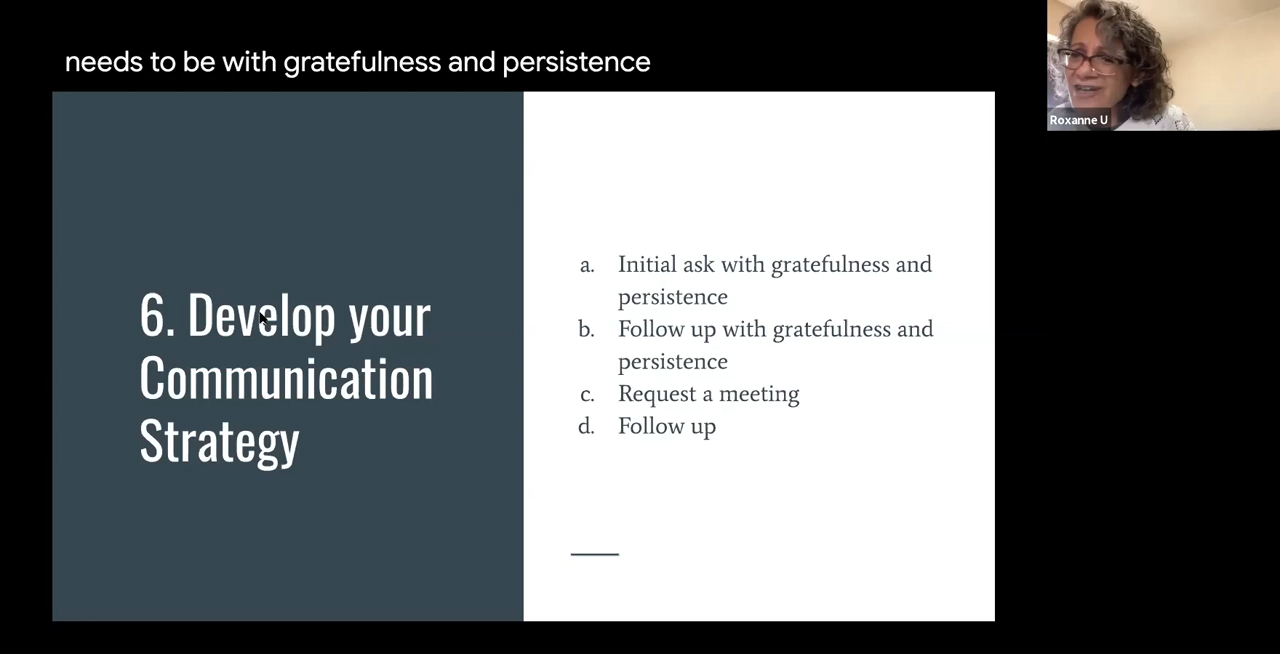 needs to be with gratefulness and persistence
Roxanne U
6. Develop your
Communication
Strategy
a. Initial ask with gratefulness and
persistence
b. Follow up with gratefulness and
persistence
c. Request a meeting
d. Follow up